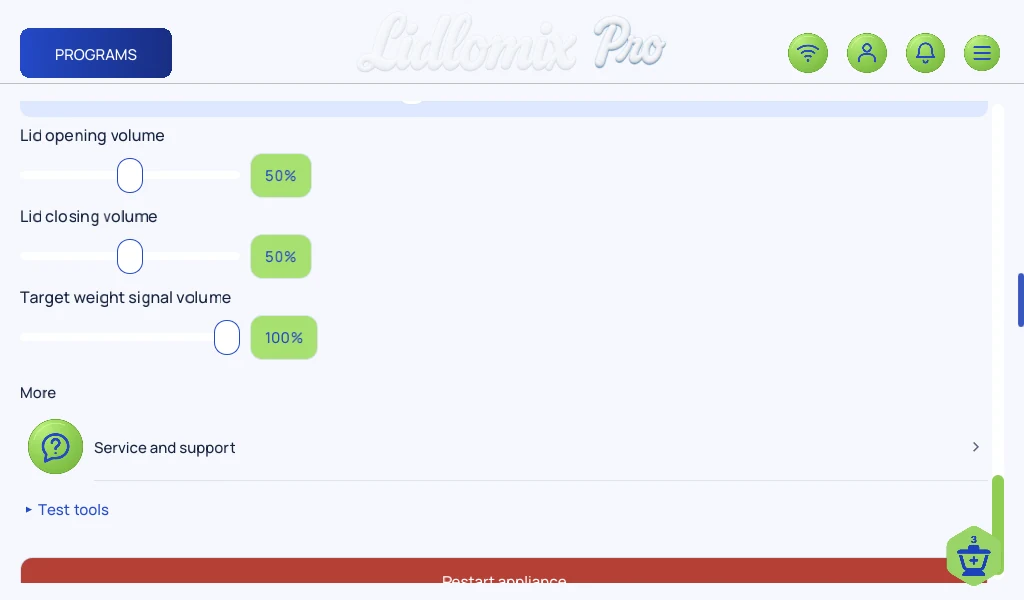 PROGRAMS
Lidlomix Pro
Lid opening volume
50%
Lid closing volume
50%
Target weight signal volume
100%
More
Service and support
Test tools
3
Restart appliance